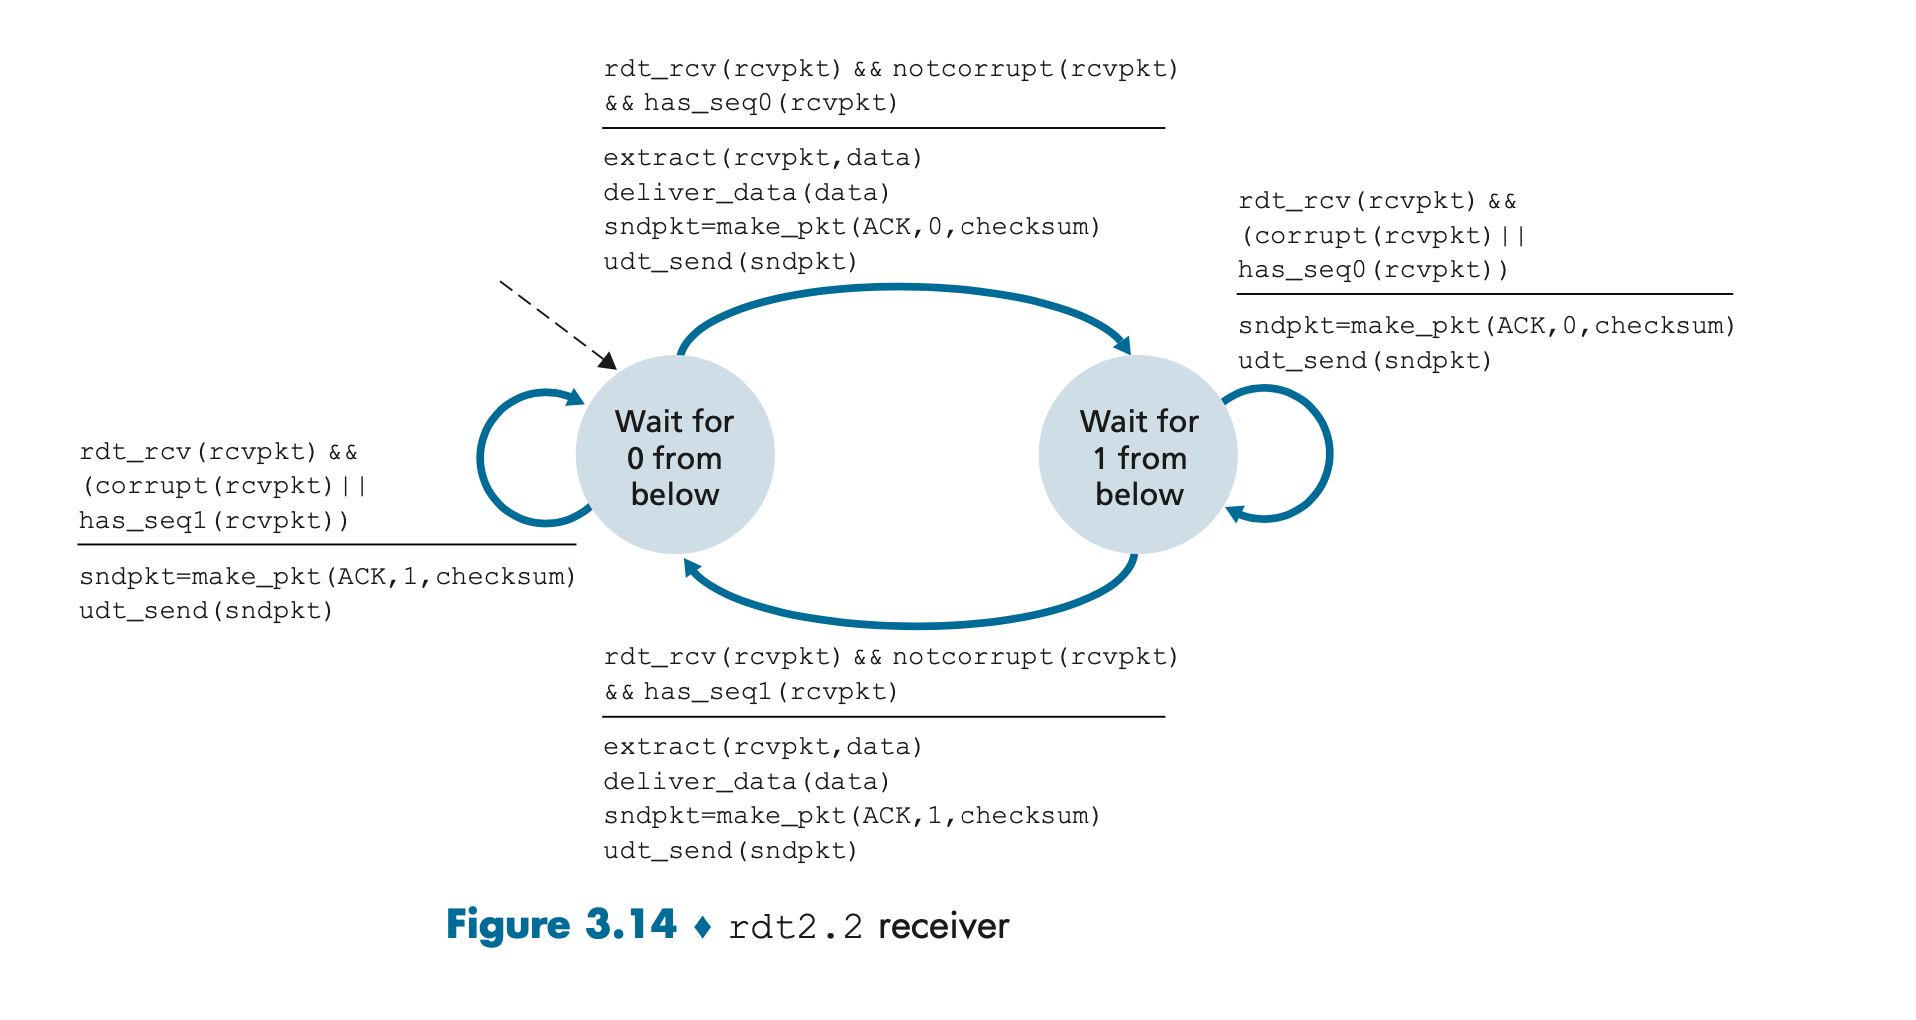 rdt_rcv(rcvpkt) && notcorrupt(rcvpkt)
&& has_seq0(rcvpkt)
extract(rcvpkt,data)
deliver_data(data)
sndpkt=make_pkt(ACK,0,checksum)
udt_send(sndpkt)
rdt_rcv(rcvpkt) &&
(corrupt(rcvpkt)||
has_seq0(rcvpkt))
sndpkt=make_pkt(ACK,0,checksum)
udt_send(sndpkt)
Wait for
0 from
below
Wait for
1 from
below
rdt_rcv(rcvpkt) &&
(corrupt(rcvpkt)||
has_seq1(rcvpkt))
sndpkt=make_pkt(ACK,1,checksum)
udt_send(sndpkt)
rdt_rcv(rcvpkt) && notcorrupt(rcvpkt)
&& has_seq1(rcvpkt)
extract(rcvpkt,data)
deliver_data(data)
sndpkt=make_pkt(ACK,1,checksum)
udt_send(sndpkt)
Figure 3.14 ♦ rdt2.2 receiver